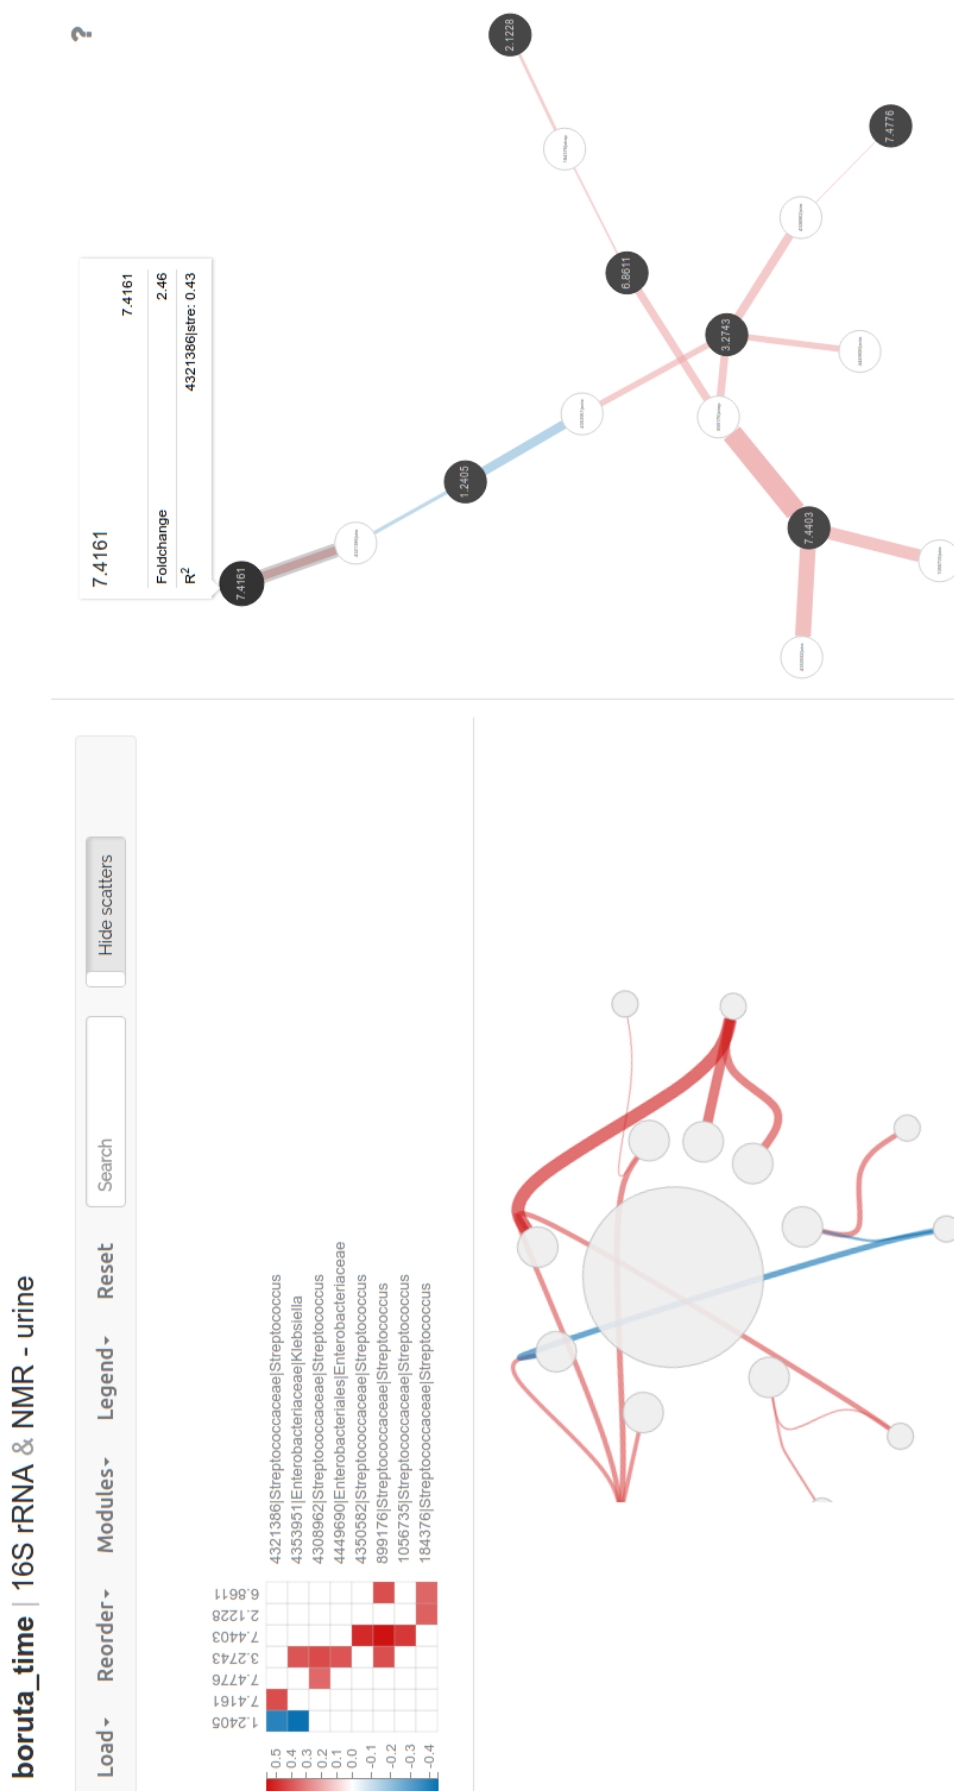 boruta_time | 16S rRNA & NMR - urine
?
Load
Reorder
Modules
Legend
Reset
Search
Hide scatters
1.2405
7.4161
7.4776
3.2743
7.4403
2.1228
6.8611
4321386|Streptococcaceae|Streptococcus
4353951|Enterobacteriaceae|Klebsiella
4308962|Streptococcaceae|Streptococcus
4449690|Enterobacteriales|Enterobacteriaceae
4350582|Streptococcaceae|Streptococcus
899176|Streptococcaceae|Streptococcus
1056735|Streptococcaceae|Streptococcus
184376|Streptococcaceae|Streptococcus
0.5
0.4
0.3
0.2
0.1
0.0
-0.1
-0.2
-0.3
-0.4
7.4161
7.4161
Foldchange 2.46
R2 4321386|stre: 0.43
7.4161
1.2405
2.1228
6.8611
3.2743
7.4776
7.4403